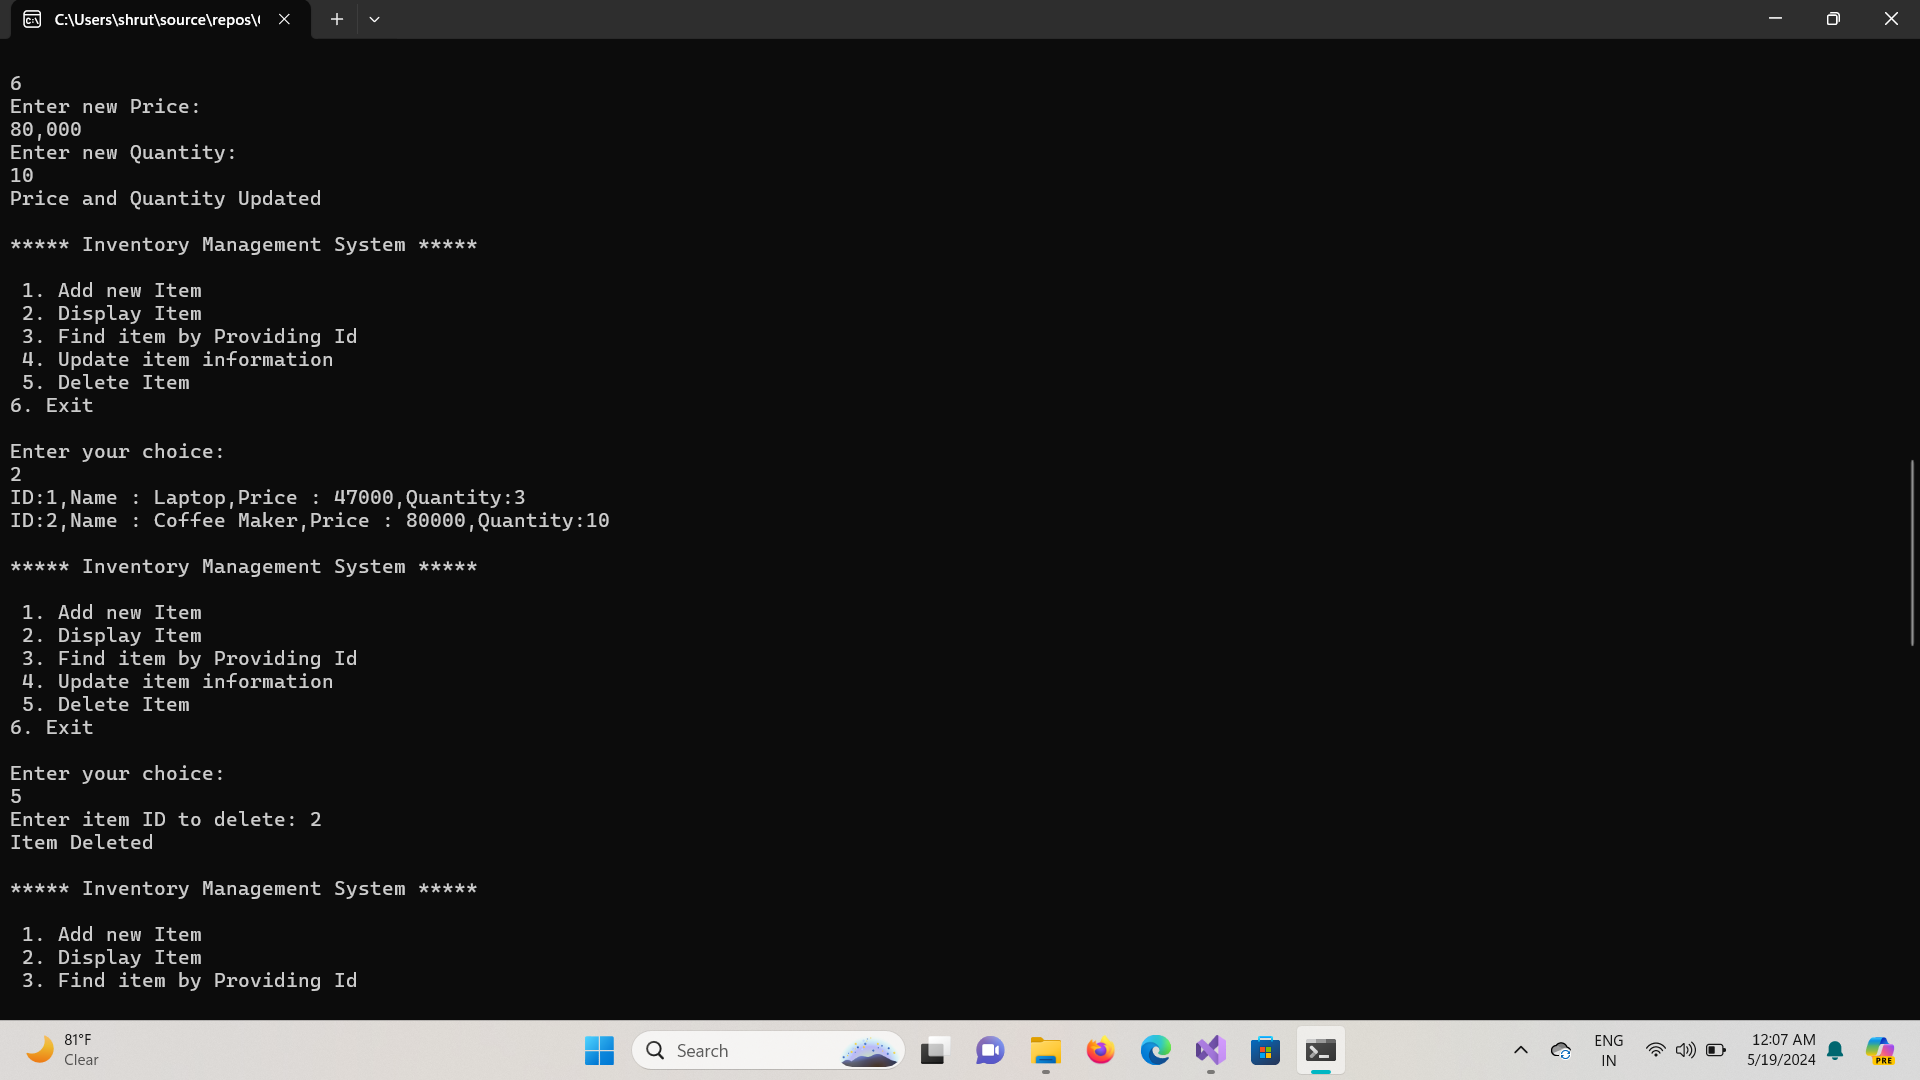 C:\Users\shrut\source\repos\
6
Enter new Price:
80,000
Enter new Quantity:
10
Price and Quantity Updated
***** Inventory Management System *****
1. Add new Item
2. Display Item
3. Find item by Providing Id
4. Update item information
5. Delete Item
6. Exit
Enter your choice:
2
ID:1,Name : Laptop,Price : 47000,Quantity:3
ID:2,Name : Coffee Maker,Price : 80000,Quantity:10
***** Inventory Management System *****
1. Add new Item
2. Display Item
3. Find item by Providing Id
4. Update item information
5. Delete Item
6. Exit
Enter your choice:
5
Enter item ID to delete: 2
Item Deleted
***** Inventory Management System *****
1. Add new Item
2. Display Item
3. Find item by Providing Id
81°F
Clear
Search
ENG
IN
12:07 AM
5/19/2024
PRE